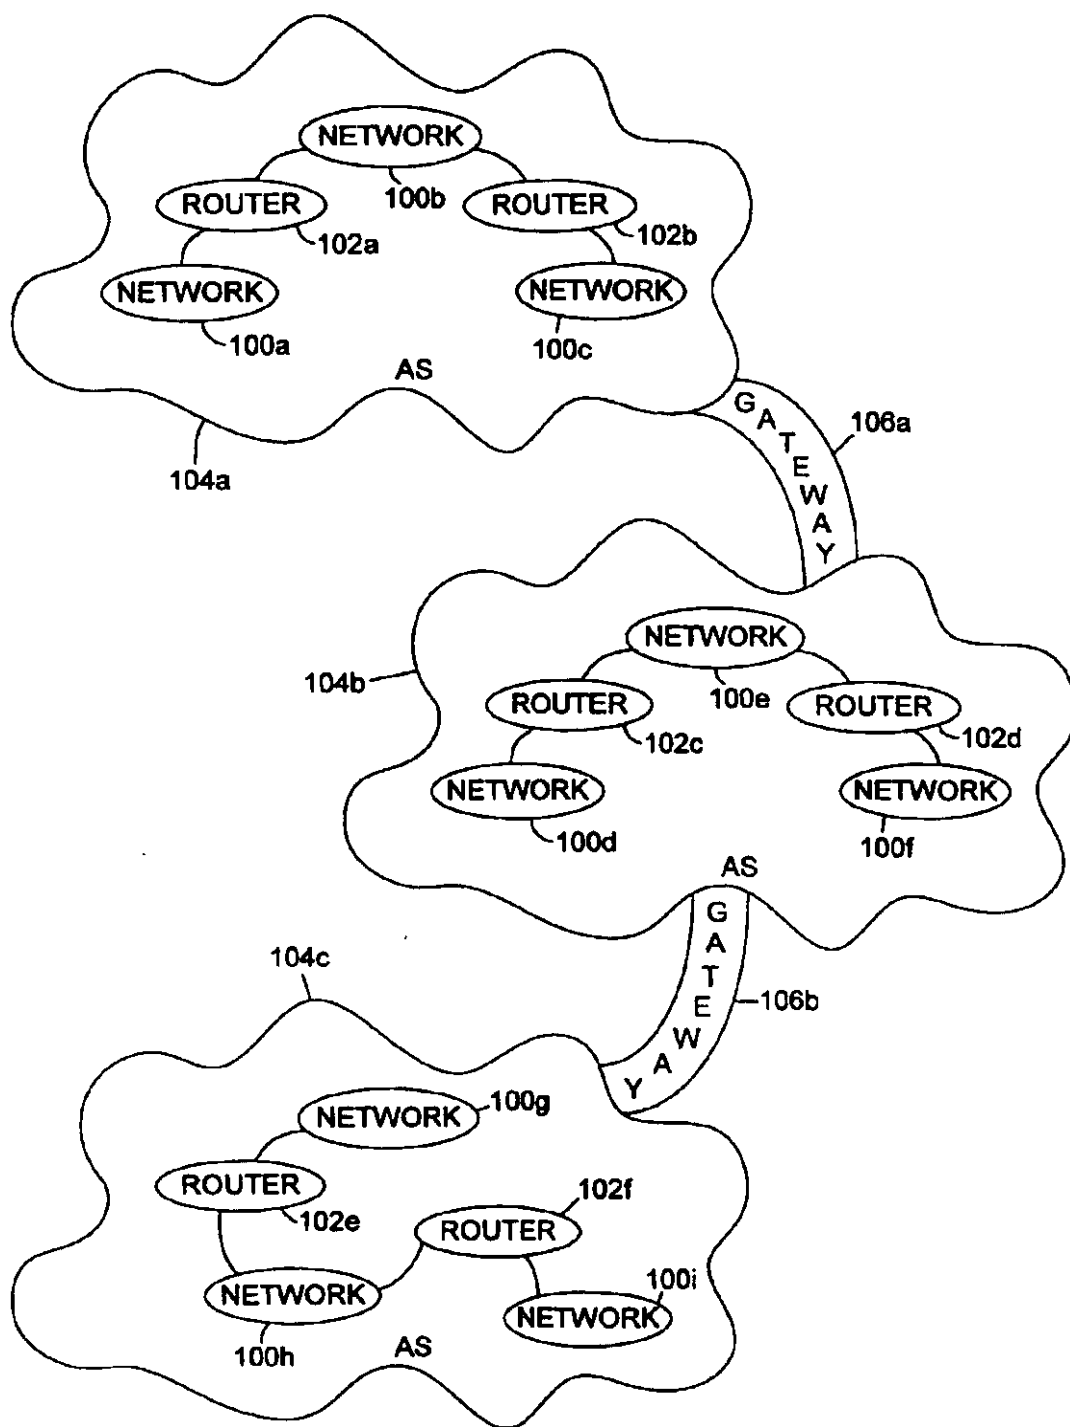 NETWORK
100b
ROUTER
102a
ROUTER
102b
NETWORK
100a
NETWORK
100c
AS
104a
GATEWAY
106a
NETWORK
100e
104b
ROUTER
102c
ROUTER
102d
NETWORK
100d
NETWORK
100f
AS
GATEWAY
106b
104c
NETWORK
100g
ROUTER
102e
ROUTER
102f
NETWORK
100h
NETWORK
100i
AS